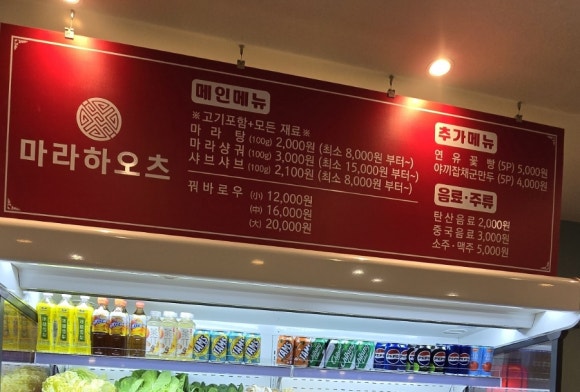 마라하오츠
메인메뉴
※고기포함+모든 재료※
마 라 탕 (100g) 2,000원 (최소 8,000원 부터~)
마라샹궈 (100g) 3,000원 (최소 15,000원 부터~)
샤브샤브 (100g) 2,100원 (최소 8,000원 부터~)
꿔바로우 (小) 12,000원
(中) 16,000원
(大) 20,000원
추가메뉴
연 유 꽃 빵 (5P) 5,000원
야끼잡채군만두 (5P) 4,000원
음료·주류
탄산음료 2,000원
중국음료 3,000원
소주·맥주 5,000원